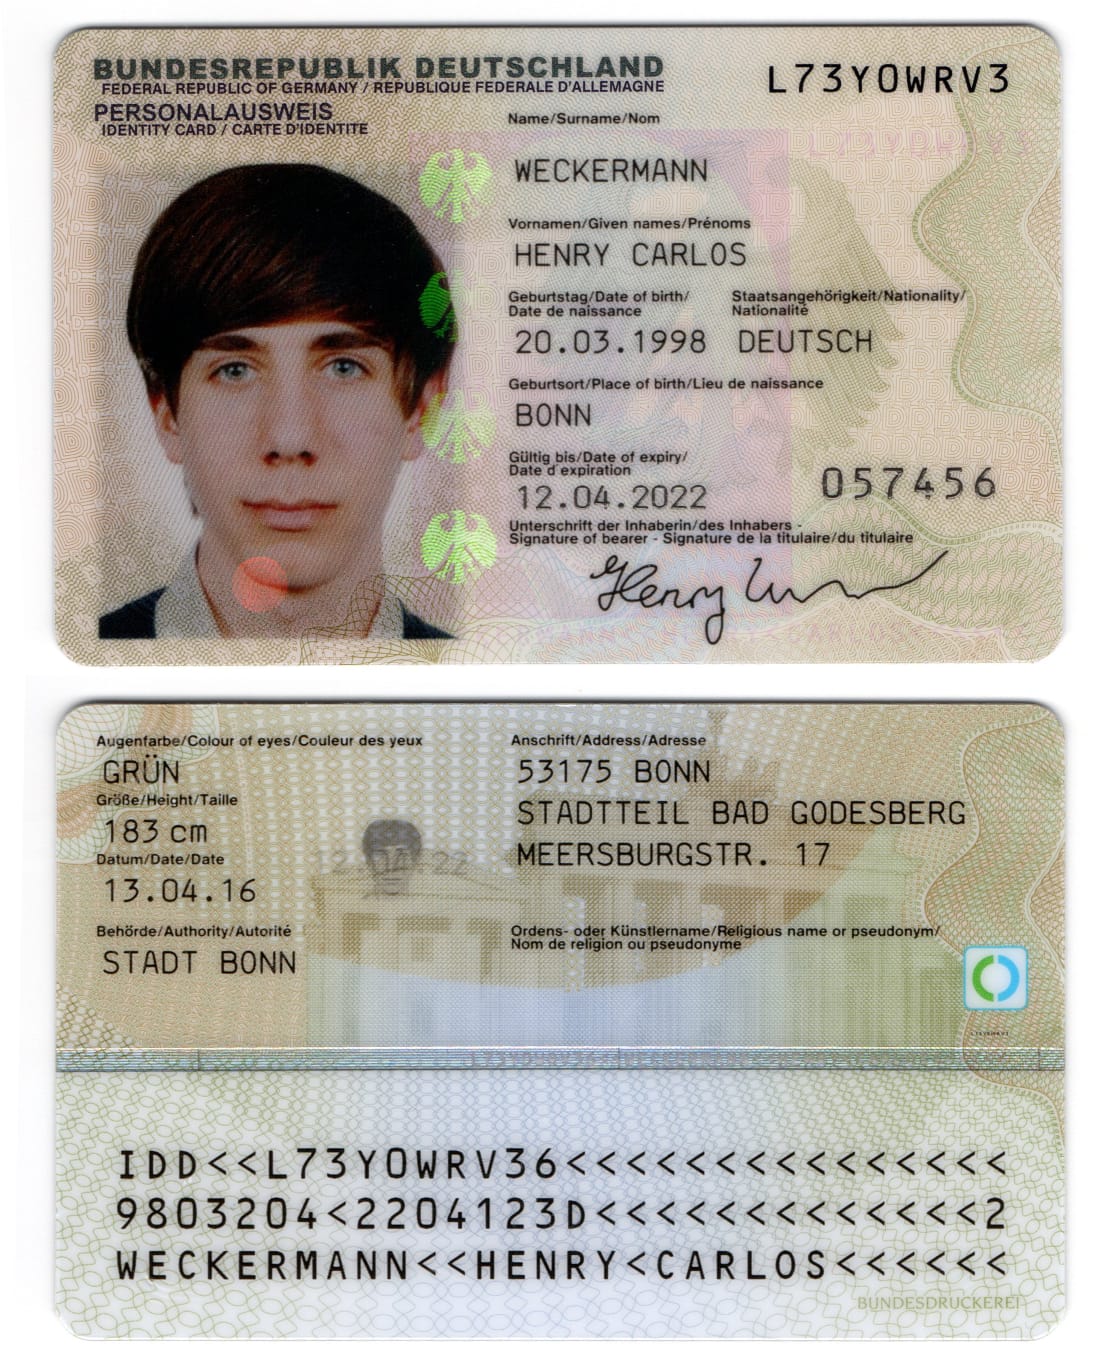 BUNDESREPUBLIK DEUTSCHLAND
FEDERAL REPUBLIC OF GERMANY / REPUBLIQUE FEDERALE D'ALLEMAGNE
PERSONALAUSWEIS
IDENTITY CARD / CARTE D'IDENTITE
L73Y0WRV3
Name/Surname/Nom
WECKERMANN
Vornamen/Given names/Prénoms
HENRY CARLOS
Geburtstag/Date of birth/
Date de naissance
Staatsangehörigkeit/Nationality/
Nationalité
20.03.1998 DEUTSCH
Geburtsort/Place of birth/Lieu de naissance
BONN
Gültig bis/Date of expiry/
Date d'expiration
12.04.2022
057456
Unterschrift der Inhaberin/des Inhabers -
Signature of bearer - Signature de la titulaire/du titulaire
Henry
Augenfarbe/Colour of eyes/Couleur des yeux
GRÜN
Größe/Height/Taille
183 cm
Datum/Date/Date
13.04.16
Behörde/Authority/Autorité
STADT BONN
12.04.22
Anschrift/Address/Adresse
53175 BONN
STADTTEIL BAD GODESBERG
MEERSBURGSTR. 17
Ordens- oder Künstlername/Religious name or pseudonym/
Nom de religion ou pseudonyme
IDD<<L73Y0WRV36<<<<<<<<<<<<<<<
9803204<2204123D<<<<<<<<<<<<<2
WECKERMANN<<HENRY<CARLOS<<<<<<
BUNDESDRUCKEREI